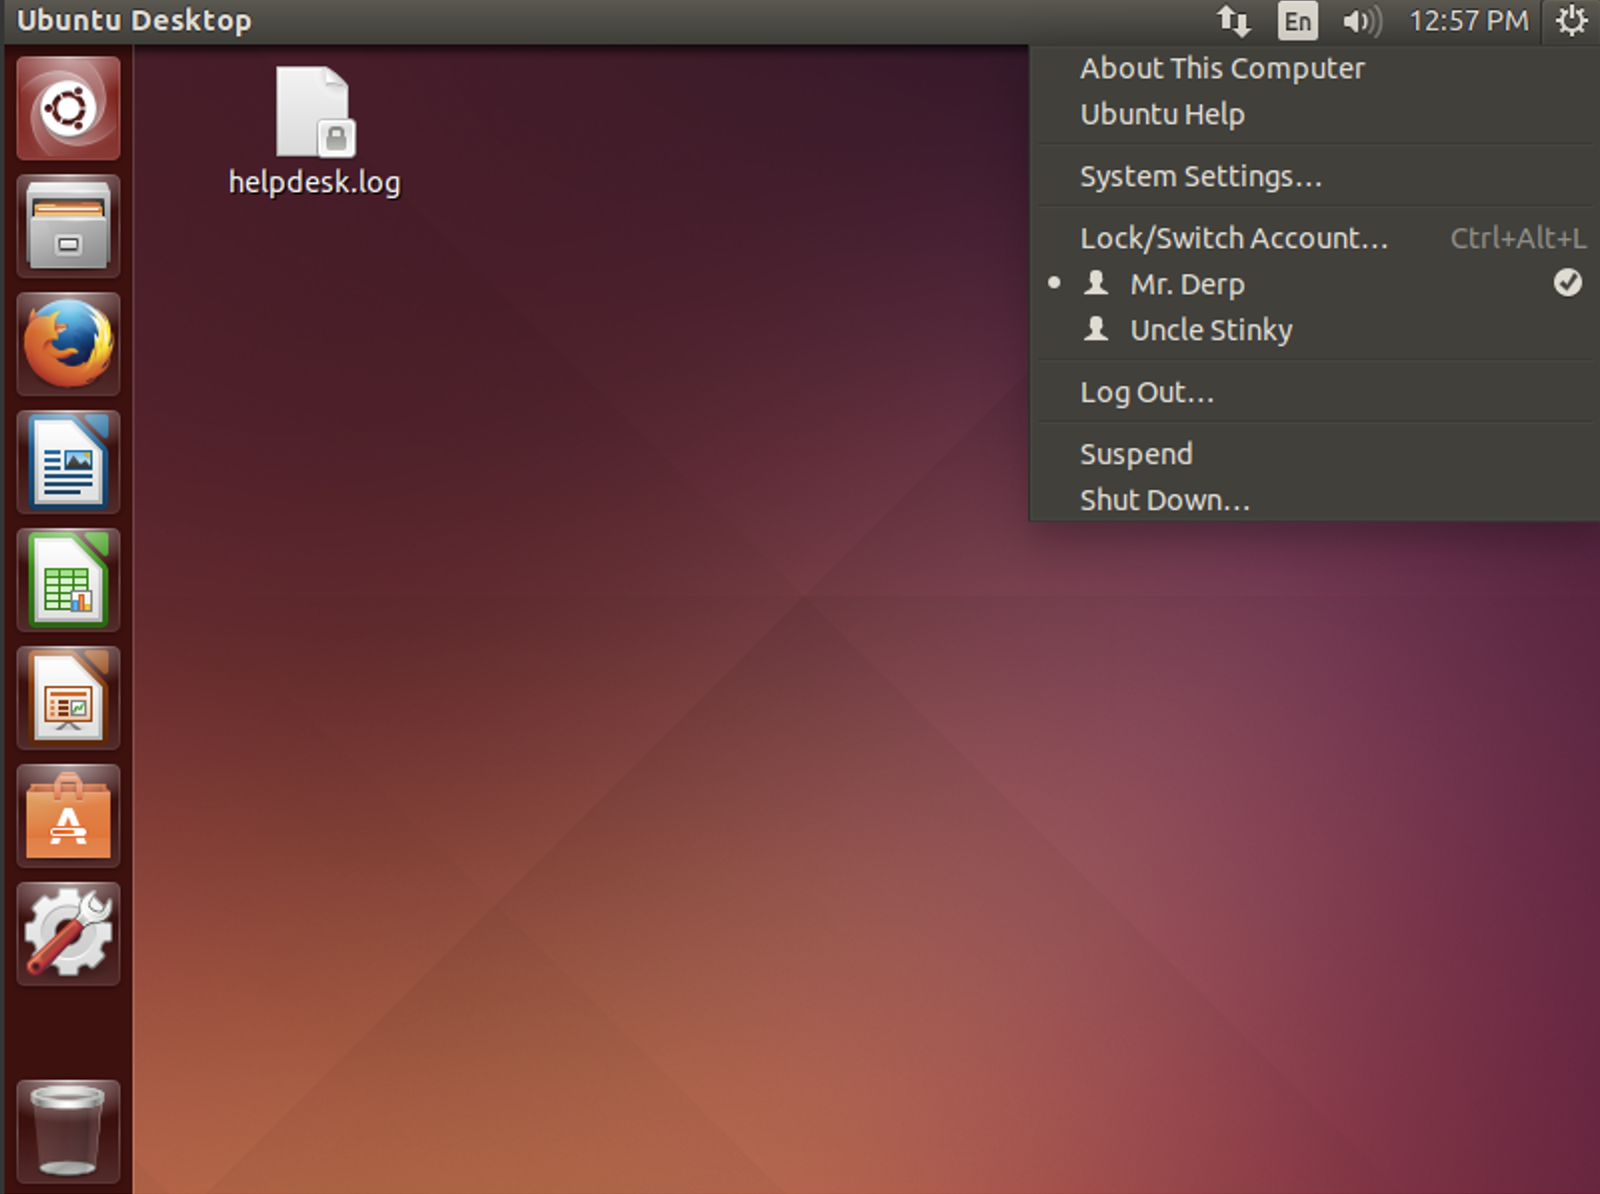 Ubuntu Desktop
En
12:57 PM
helpdesk.log
About This Computer
Ubuntu Help
System Settings...
Lock/Switch Account... Ctrl+Alt+L
Mr. Derp
Uncle Stinky
Log Out...
Suspend
Shut Down...